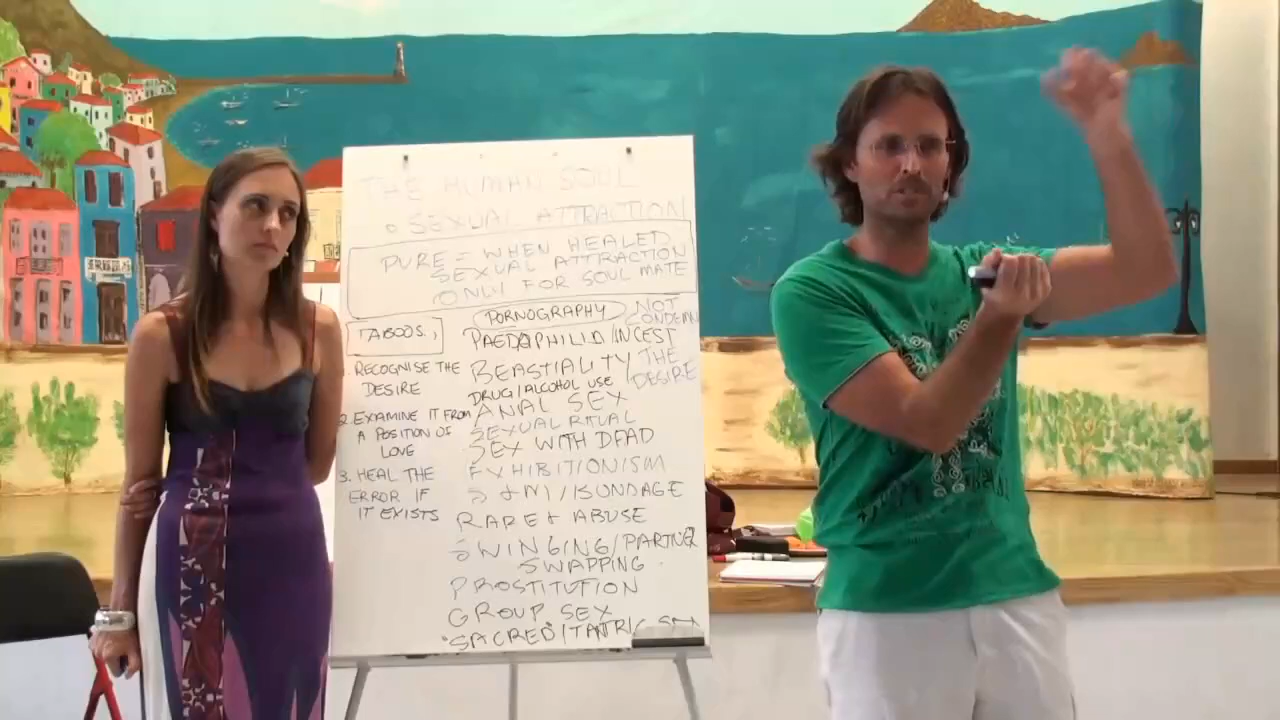 THE HUMAN SOUL
o SEXUAL ATTRACTION
PURE = WHEN HEALED
SEXUAL ATTRACTION
ONLY FOR SOUL MATE
TABOOS,
RECOGNISE THE
DESIRE
2. EXAMINE IT FROM
A POSITION OF
LOVE
3. HEAL THE
ERROR IF
IT EXISTS
PORNOGRAPHY
PAEDOPHILIA/INCEST
BEASTIALITY
DRUG/ALCOHOL USE
ANAL SEX
SEXUAL RITUAL
SEX WITH DEAD
EXHIBITIONISM
S+M/BONDAGE
RAPE + ABUSE
SWINGING/PARTNER
SWAPPING
PROSTITUTION
GROUP SEX
"SACRED"
NOT
CONDEMN
THE
DESIRE